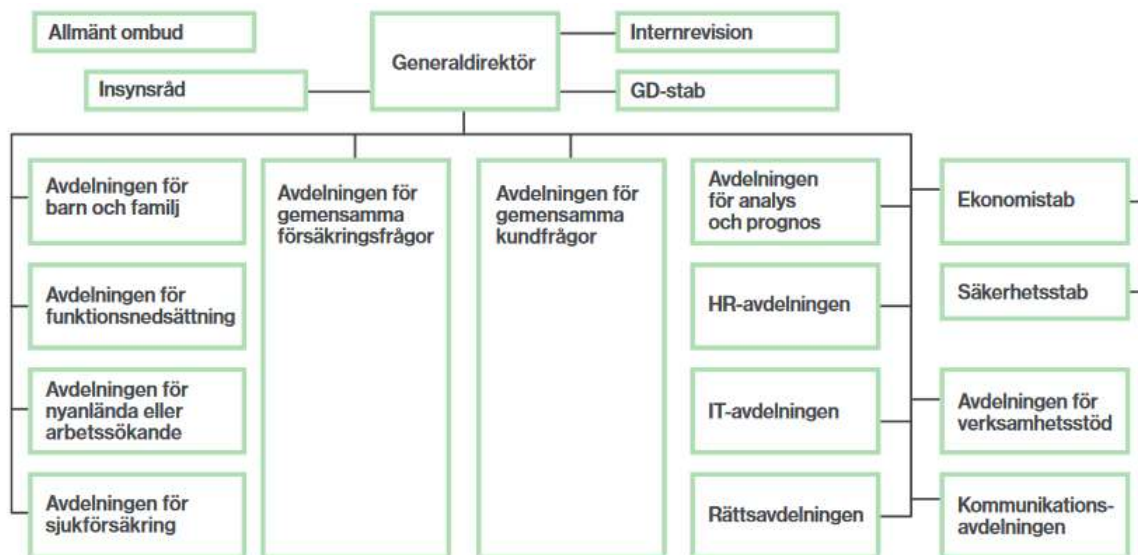 Allmänt ombud
Generaldirektör
Internrevision
Insynsråd
GD-stab
Avdelningen för
barn och familj
Avdelningen för
funktionsnedsättning
Avdelningen för
nyanlända eller
arbetssökande
Avdelningen för
sjukförsäkring
Avdelningen för
gemensamma
försäkringsfrågor
Avdelningen för
gemensamma
kundfrågor
Avdelningen
för analys
och prognos
HR-avdelningen
IT-avdelningen
Rättsavdelningen
Ekonomistab
Säkerhetsstab
Avdelningen för
verksamhetsstöd
Kommunikations-
avdelningen